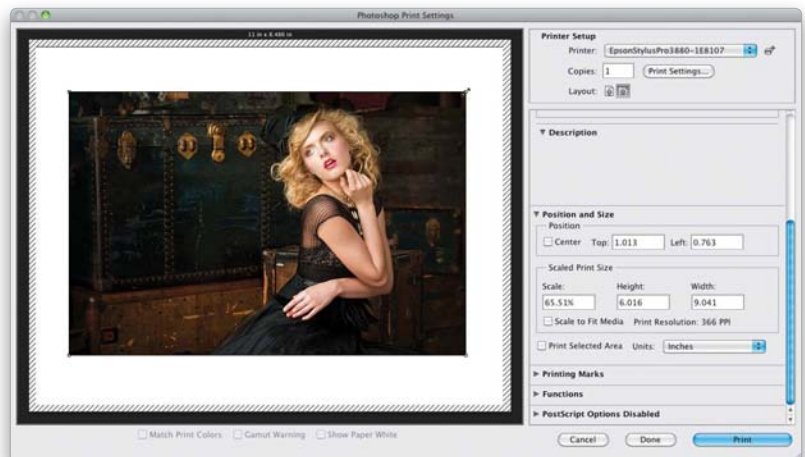 Photoshop Print Settings
11 in x 8.488 in
Printer Setup
Printer: EpsonStylusPro3880-1E8107
Copies: 1 Print Settings...
Layout:
Description
Position and Size
Position
Center Top: 1.013 Left: 0.763
Scaled Print Size
Scale: Height: Width:
65.51% 6.016 9.041
Scale to Fit Media Print Resolution: 366 PPI
Print Selected Area Units: Inches
Printing Marks
Functions
PostScript Options Disabled
Match Print Colors Gamut Warning Show Paper White
Cancel Done Print